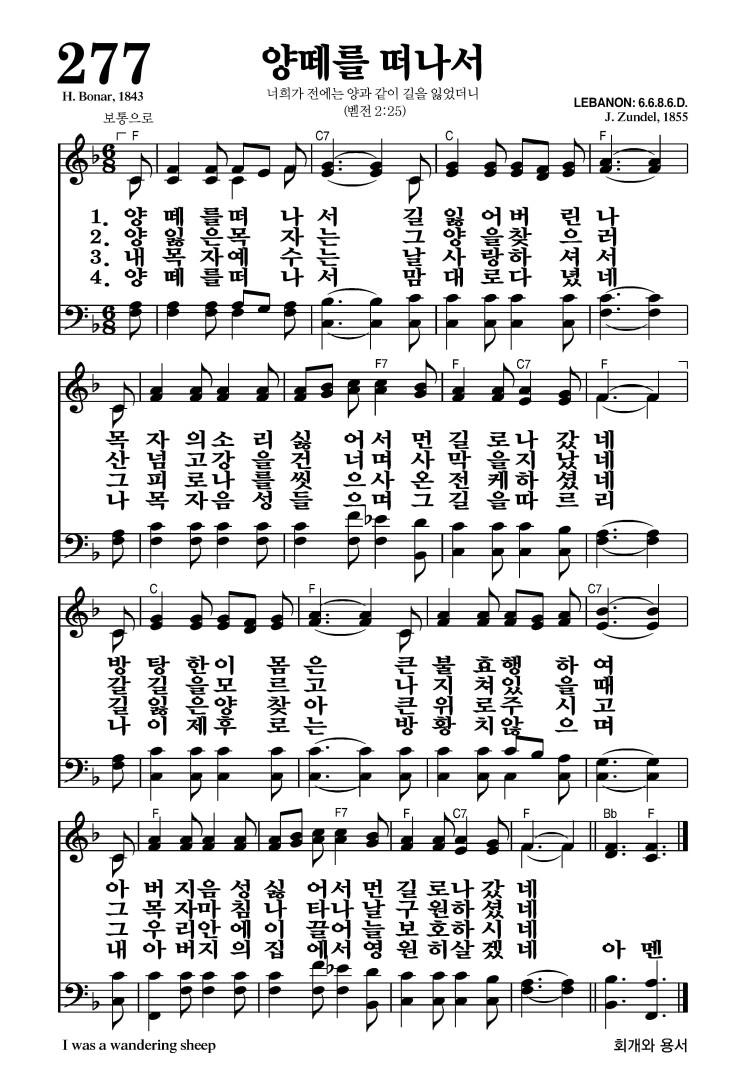 277
양떼를 떠나서
H. Bonar, 1843
너희가 전에는 양과 같이 길을 잃었더니
(벧전 2:25)
LEBANON: 6.6.8.6.D.
J. Zundel, 1855
보통으로
F C7 C F
1. 양 떼 를 떠 나 서 길 잃 어 버 린 나
2. 양 잃 은 목 자 는 그 양 을 찾 으 러
3. 내 목 자 예 수 는 날 사 랑 하 셔 서
4. 양 떼 를 떠 나 서 맘 대 로 다 녔 네
F7 F C7 F
목 자 의 소 리 싫 어 서 먼 길 로 나 갔 네
산 넘 고 강 을 건 너 며 사 막 을 지 났 네
그 피 로 나 를 씻 으 사 온 전 케 하 셨 네
나 목 자 음 성 들 으 며 그 길 을 따 르 리
C F C7
방 탕 한 이 몸 은 큰 불 효 행 하 여
갈 길 을 모 르 고 나 지 쳐 있 을 때
길 잃 은 양 찾 아 큰 위 로 주 시 고
나 이 제 후 로 는 방 황 치 않 으 며
F F7 F C7 F Bb F
아 버 지 음 성 싫 어 서 먼 길 로 나 갔 네
그 목 자 마 침 나 타 나 날 구 원 하 셨 네
그 우 리 안 에 이 끌 어 늘 보 호 하 시 네
내 아 버 지 의 집 에 서 영 원 히 살 겠 네 아 멘
I was a wandering sheep
회개와 용서